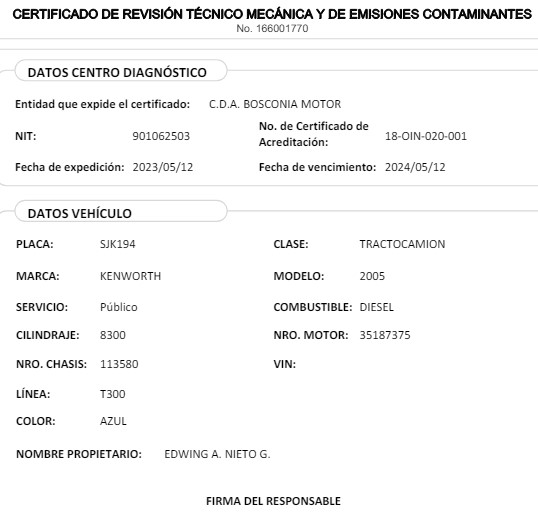 CERTIFICADO DE REVISIÓN TÉCNICO MECÁNICA Y DE EMISIONES CONTAMINANTES
No. 166001770
DATOS CENTRO DIAGNÓSTICO
Entidad que expide el certificado: C.D.A. BOSCONIA MOTOR
NIT: 901062503 No. de Certificado de
Acreditación: 18-OIN-020-001
Fecha de expedición: 2023/05/12 Fecha de vencimiento: 2024/05/12
DATOS VEHÍCULO
PLACA: SJK194 CLASE: TRACTOCAMION
MARCA: KENWORTH MODELO: 2005
SERVICIO: Público COMBUSTIBLE: DIESEL
CILINDRAJE: 8300 NRO. MOTOR: 35187375
NRO. CHASIS: 113580 VIN:
LÍNEA: T300
COLOR: AZUL
NOMBRE PROPIETARIO: EDWING A. NIETO G.
FIRMA DEL RESPONSABLE